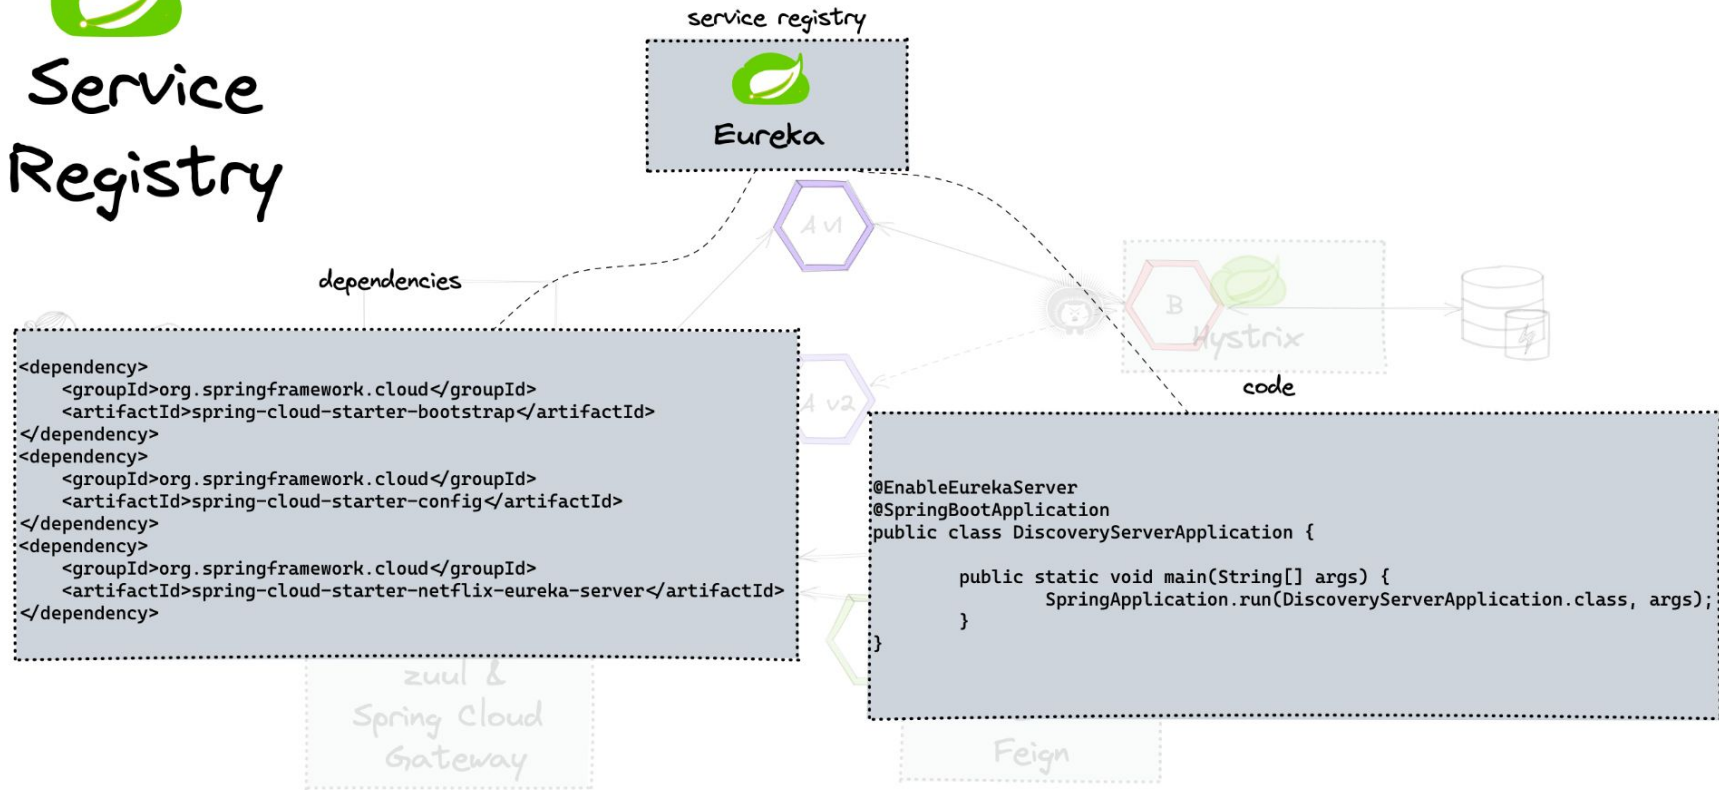 Service
Registry
service registry
Eureka
A v1
dependencies
B
Hystrix
A v2
code
<dependency>
    <groupId>org.springframework.cloud</groupId>
    <artifactId>spring-cloud-starter-bootstrap</artifactId>
</dependency>
<dependency>
    <groupId>org.springframework.cloud</groupId>
    <artifactId>spring-cloud-starter-config</artifactId>
</dependency>
<dependency>
    <groupId>org.springframework.cloud</groupId>
    <artifactId>spring-cloud-starter-netflix-eureka-server</artifactId>
</dependency>
@EnableEurekaServer
@SpringBootApplication
public class DiscoveryServerApplication {
        public static void main(String[] args) {
                SpringApplication.run(DiscoveryServerApplication.class, args);
        }
}
zuul &
Spring Cloud
Gateway
Feign